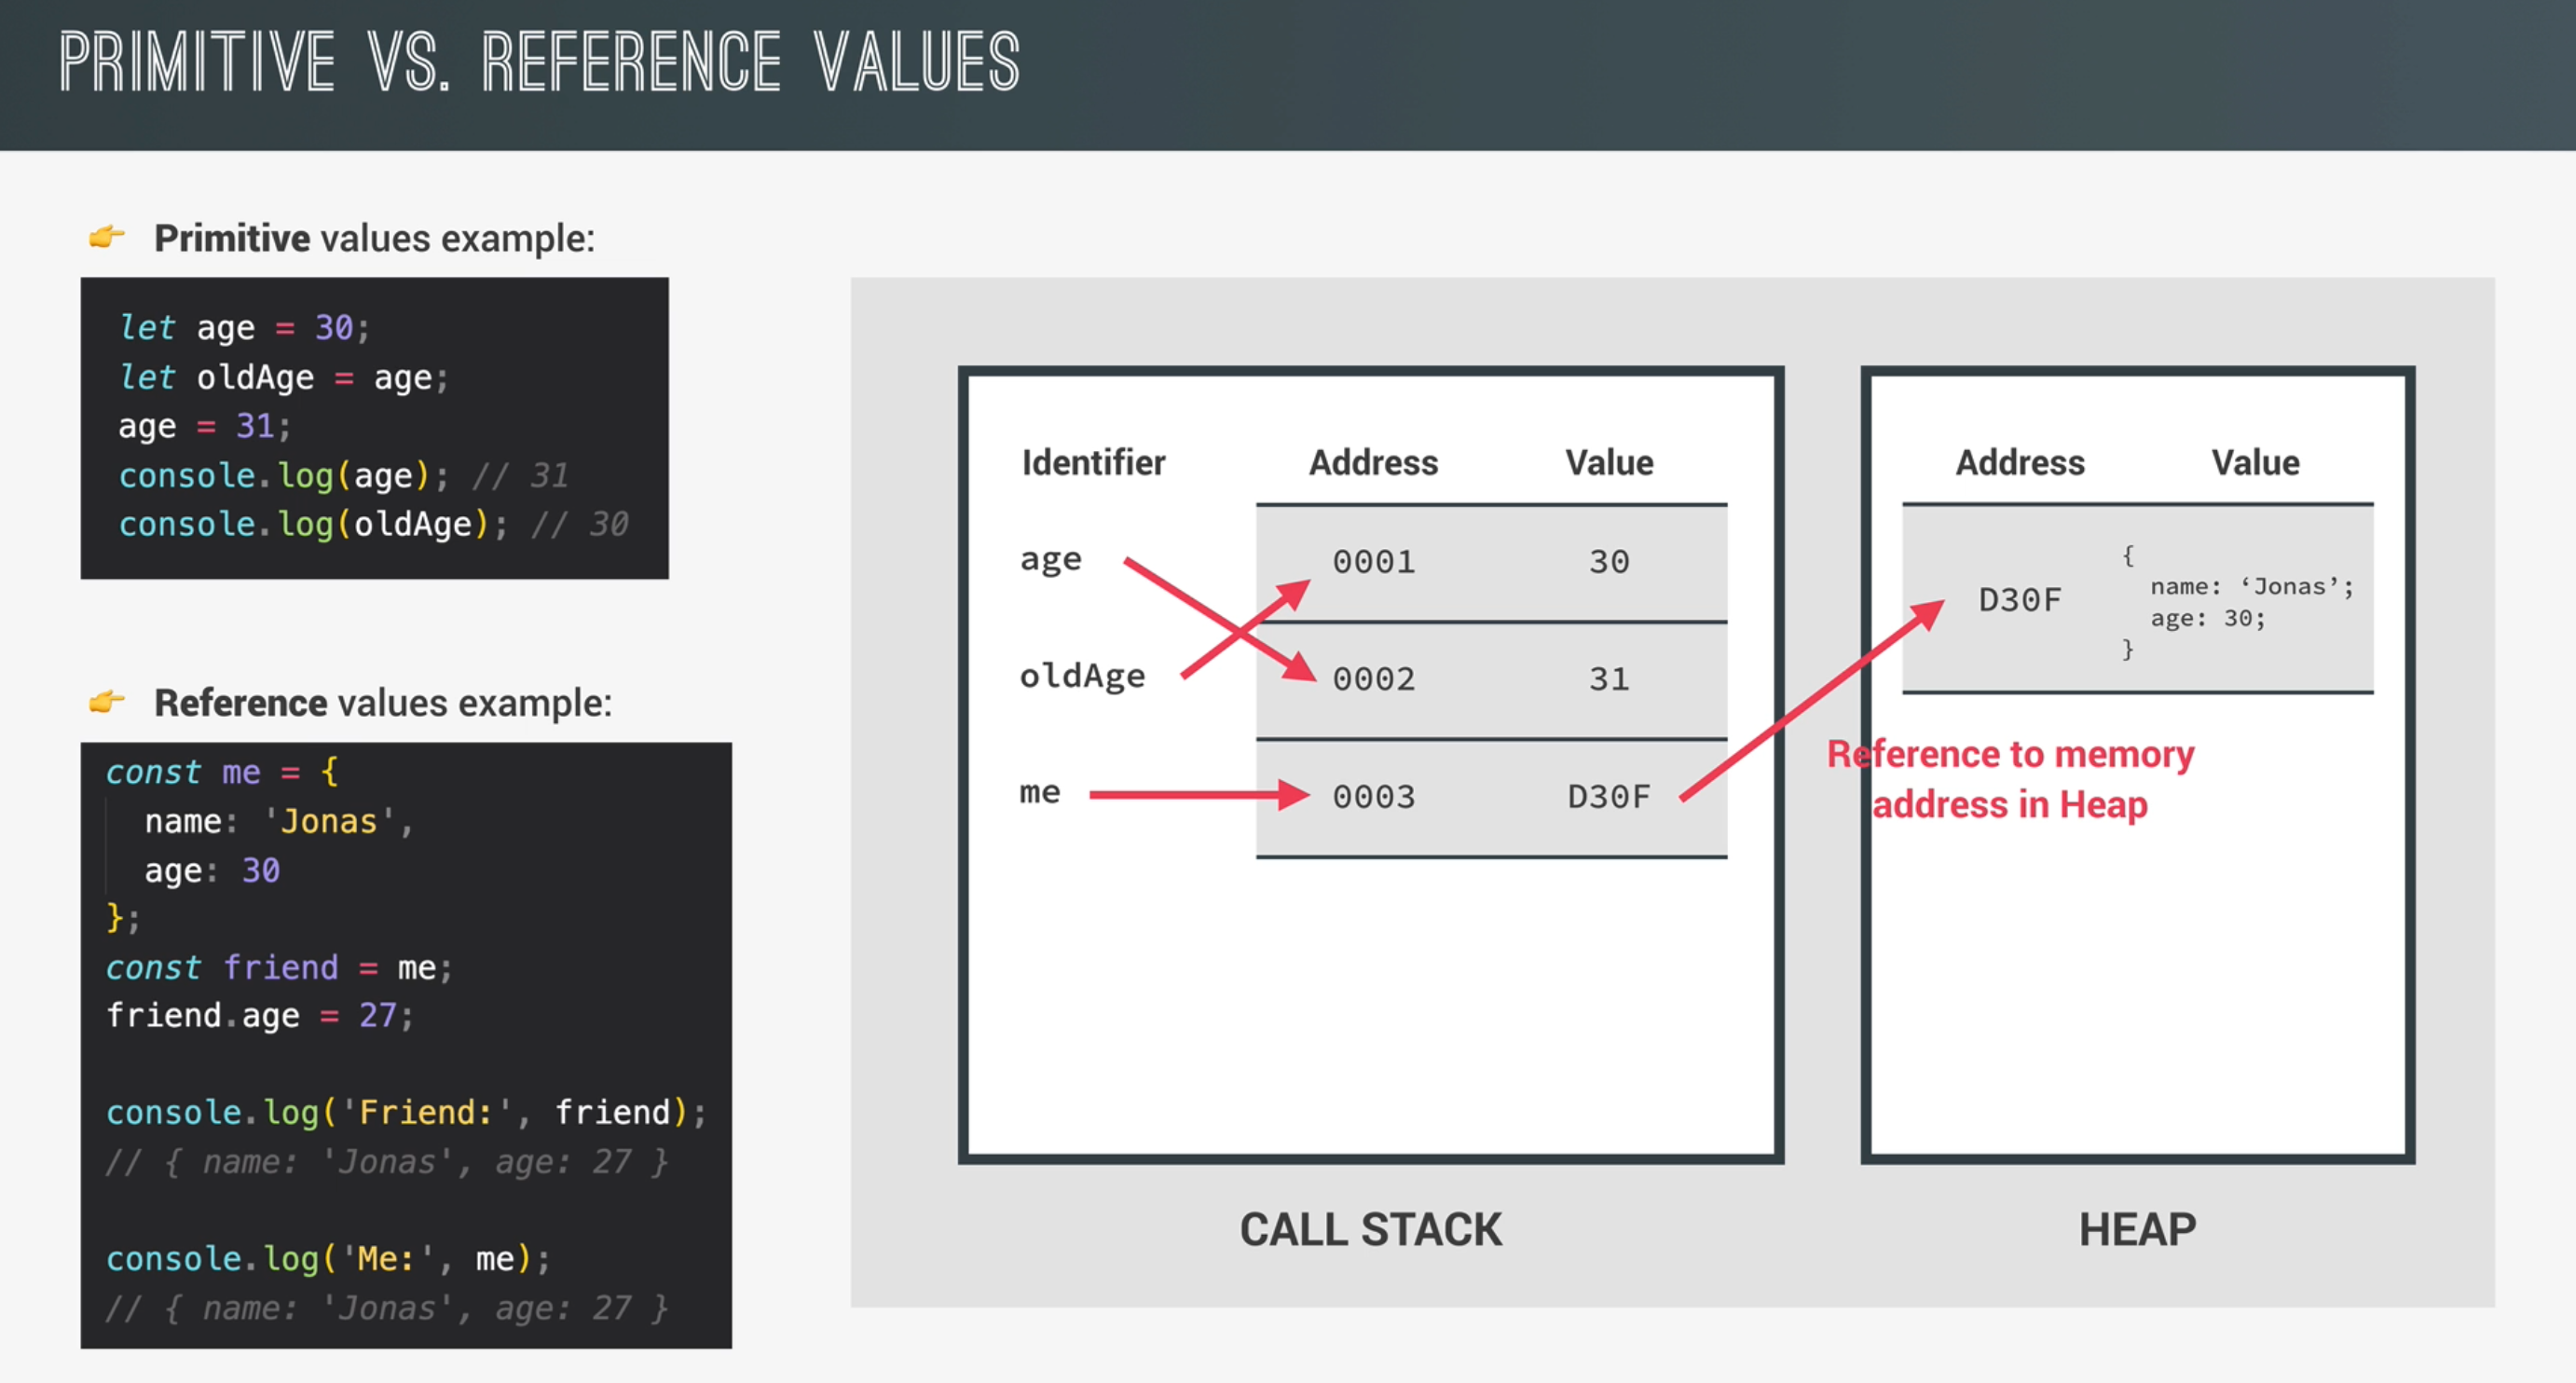 PRIMITIVE VS. REFERENCE VALUES
👉 Primitive values example:
let age = 30;
let oldAge = age;
age = 31;
console.log(age); // 31
console.log(oldAge); // 30
👉 Reference values example:
const me = {
  name: 'Jonas',
  age: 30
};
const friend = me;
friend.age = 27;
console.log('Friend:', friend);
// { name: 'Jonas', age: 27 }
console.log('Me:', me);
// { name: 'Jonas', age: 27 }
Identifier Address Value
age 0001 30
oldAge 0002 31
me 0003 D30F
CALL STACK
Address Value
D30F
{
  name: ‘Jonas’;
  age: 30;
}
Reference to memory
address in Heap
HEAP